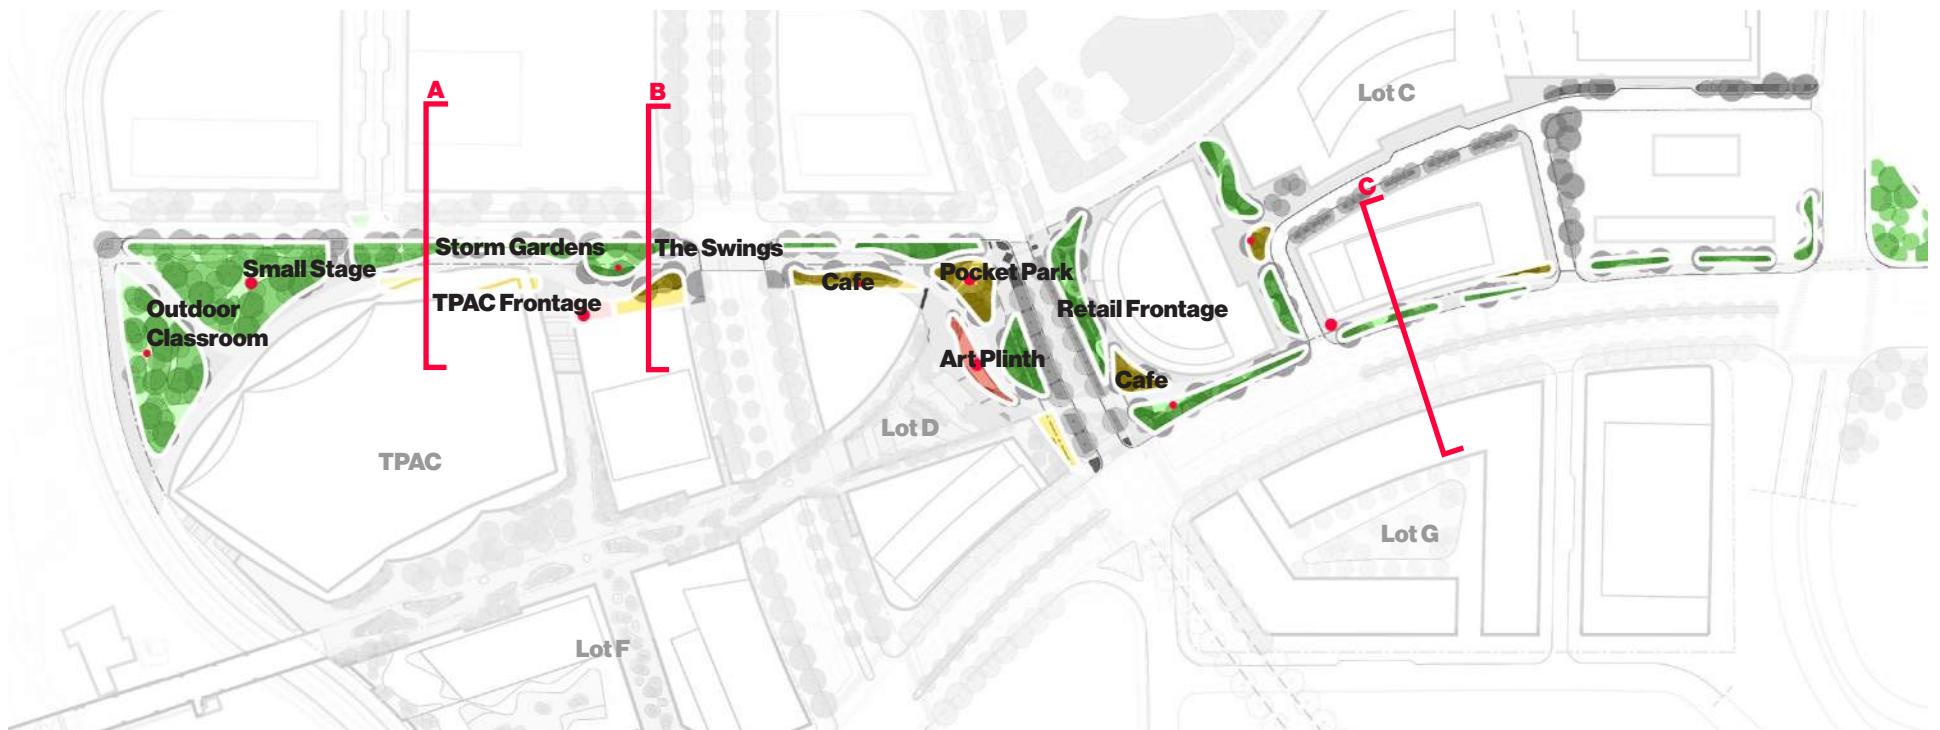 A
B
Lot C
C
Storm Gardens
The Swings
Small Stage
Pocket Park
Cafe
TPAC Frontage
Outdoor
Classroom
Retail Frontage
Art Plinth
Cafe
Lot D
TPAC
Lot G
Lot F